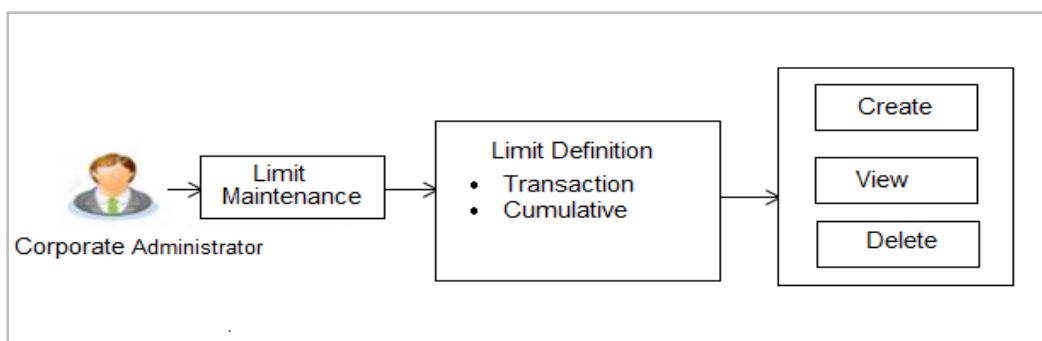 Corporate Administrator
Limit
Maintenance
Limit Definition
• Transaction
• Cumulative
Create
View
Delete